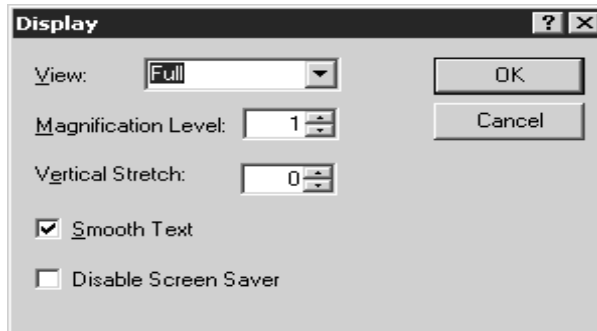 Display
View: Full
OK
Magnification Level: 1
Cancel
Vertical Stretch: 0
Smooth Text
Disable Screen Saver